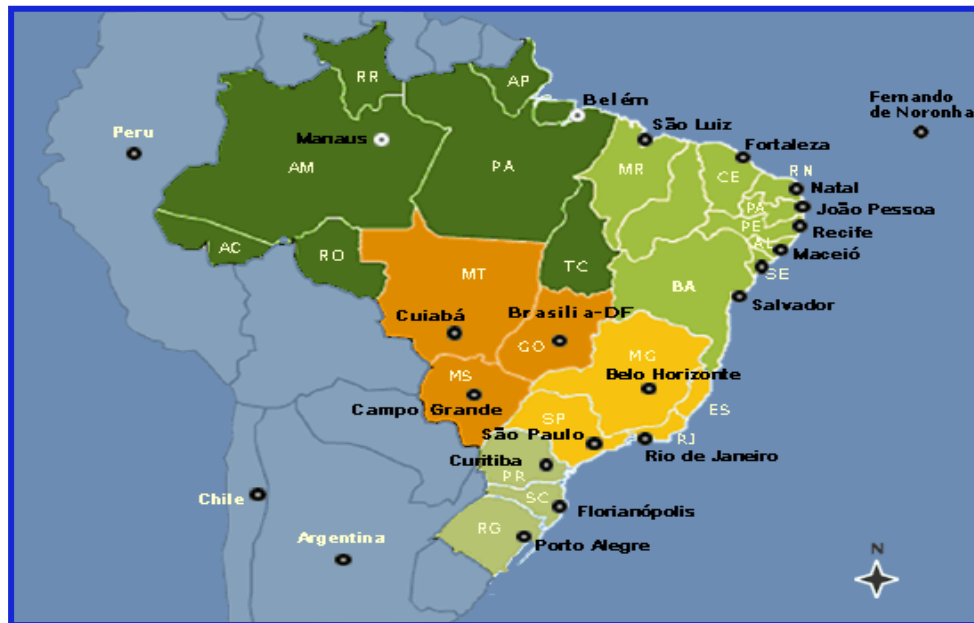 RR
AP
Belém
Fernando
de Noronha
São Luiz
Peru
Manaus
Fortaleza
AM
PA
MR
CE
RN
Natal
PA
João Pessoa
PE
Recife
AC
RO
AL
Maceió
TC
SE
MT
BA
Salvador
Cuiabá
Brasilia-DF
GO
MG
MS
Belo Horizonte
Campo Grande
ES
SP
São Paulo
RJ
Rio de Janeiro
Curitiba
PR
Chile
SC
Florianópolis
RG
Argentina
Porto Alegre
N